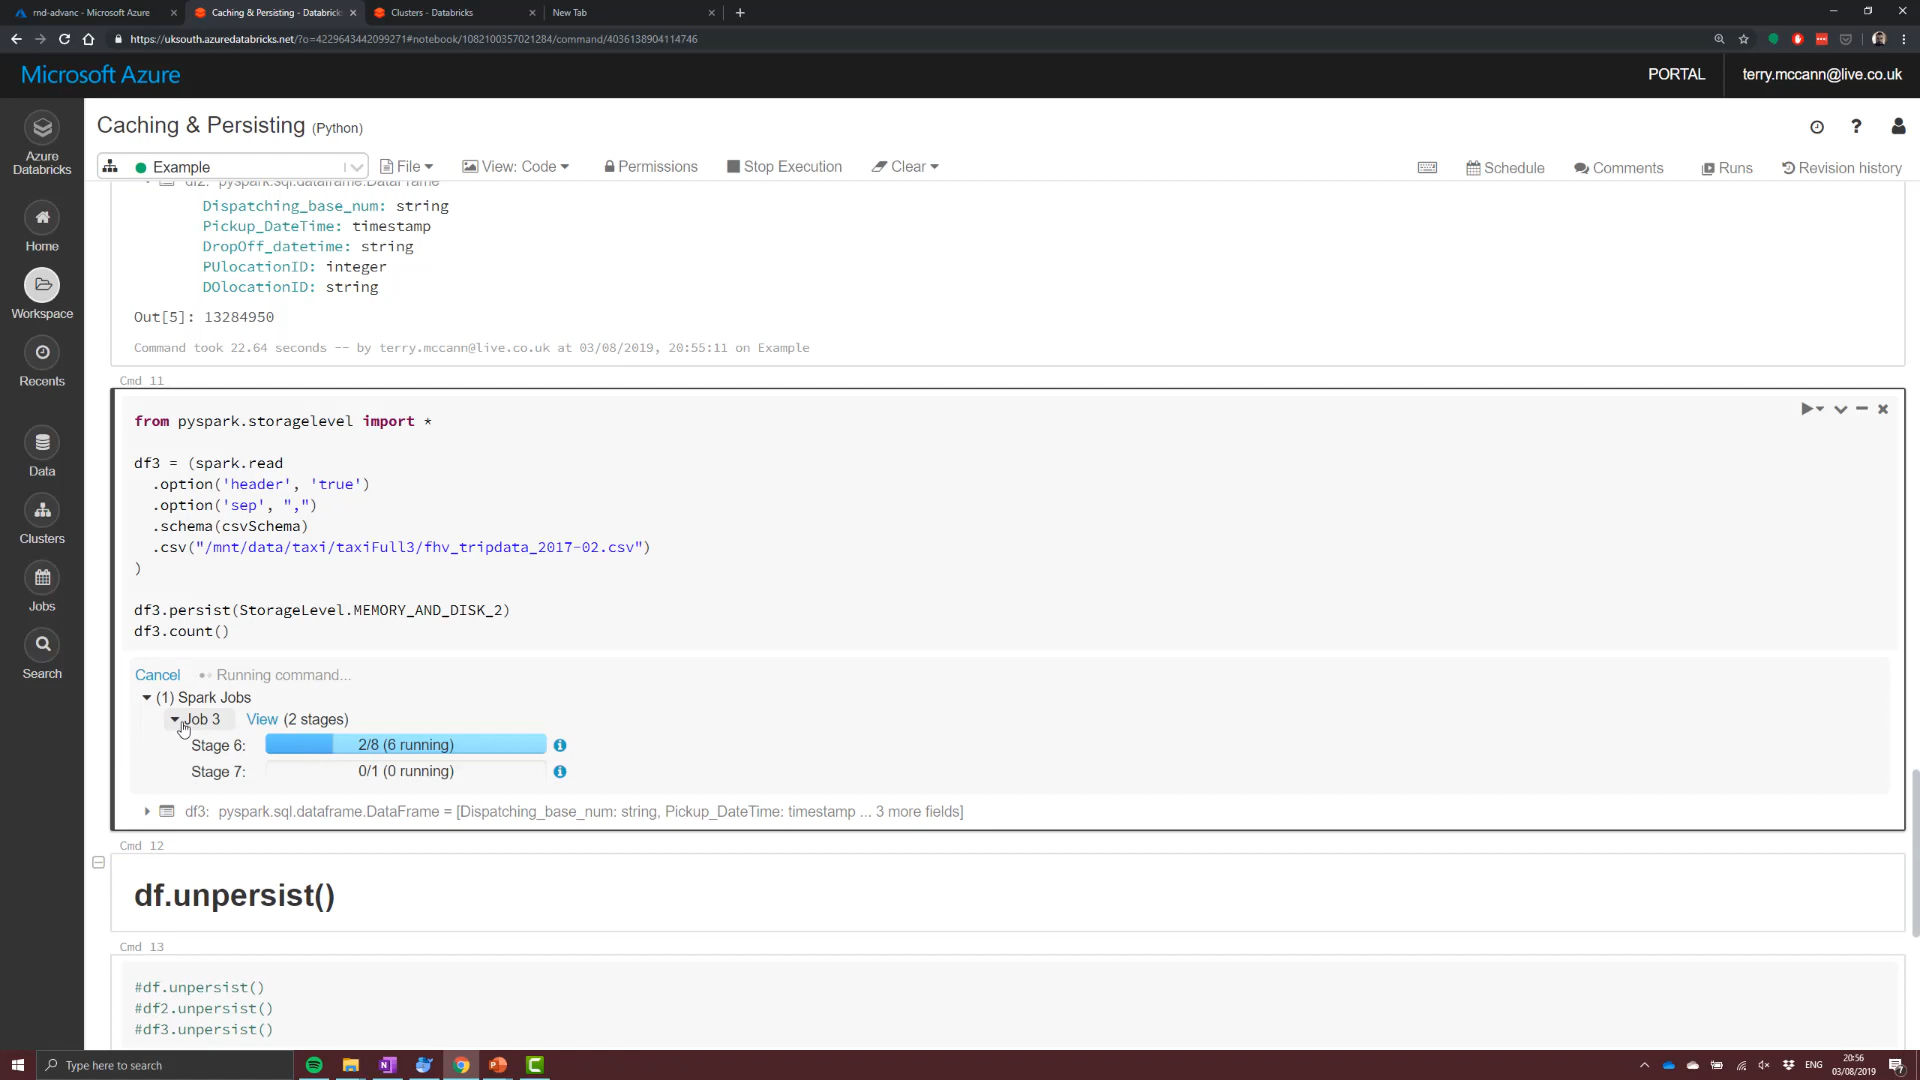 rnd-advanc - Microsoft Azure
Caching & Persisting - Databricks
Clusters - Databricks
New Tab
https://uksouth.azuredatabricks.net/?o=4229643442099271#notebook/1082100357021284/command/4036138904114746
Microsoft Azure
PORTAL
terry.mccann@live.co.uk
Azure Databricks
Home
Workspace
Recents
Data
Clusters
Jobs
Search
Caching & Persisting (Python)
Example
File
View: Code
Permissions
Stop Execution
Clear
Schedule
Comments
Runs
Revision history
df2: pyspark.sql.dataframe.DataFrame
Dispatching_base_num: string
Pickup_DateTime: timestamp
DropOff_datetime: string
PUlocationID: integer
DOlocationID: string
Out[5]: 13284950
Command took 22.64 seconds -- by terry.mccann@live.co.uk at 03/08/2019, 20:55:11 on Example
Cmd 11
from pyspark.storagelevel import *
df3 = (spark.read
.option('header', 'true')
.option('sep', ",")
.schema(csvSchema)
.csv("/mnt/data/taxi/taxiFull3/fhv_tripdata_2017-02.csv")
)
df3.persist(StorageLevel.MEMORY_AND_DISK_2)
df3.count()
Cancel Running command...
(1) Spark Jobs
Job 3 View (2 stages)
Stage 6: 2/8 (6 running)
Stage 7: 0/1 (0 running)
df3: pyspark.sql.dataframe.DataFrame = [Dispatching_base_num: string, Pickup_DateTime: timestamp ... 3 more fields]
Cmd 12
df.unpersist()
Cmd 13
#df.unpersist()
#df2.unpersist()
#df3.unpersist()
Type here to search
ENG
20:56
03/08/2019